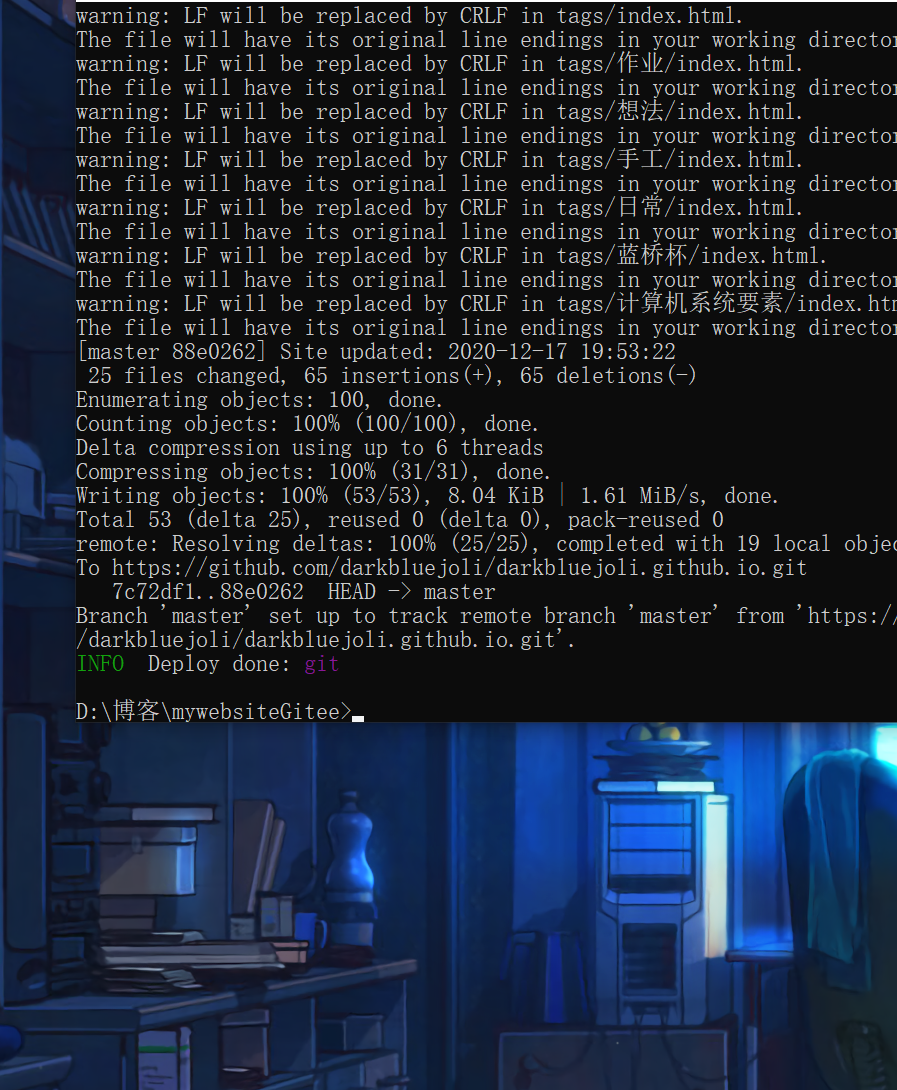 warning: LF will be replaced by CRLF in tags/index.html.
The file will have its original line endings in your working
warning: LF will be replaced by CRLF in tags/作业/index.html.
The file will have its original line endings in your working
warning: LF will be replaced by CRLF in tags/想法/index.html.
The file will have its original line endings in your working
warning: LF will be replaced by CRLF in tags/手工/index.html.
The file will have its original line endings in your working
warning: LF will be replaced by CRLF in tags/日常/index.html.
The file will have its original line endings in your working
warning: LF will be replaced by CRLF in tags/蓝桥杯/index.html.
The file will have its original line endings in your working
warning: LF will be replaced by CRLF in tags/计算机系统要素/index.htm
The file will have its original line endings in your working
[master 88e0262] Site updated: 2020-12-17 19:53:22
25 files changed, 65 insertions(+), 65 deletions(-)
Enumerating objects: 100, done.
Counting objects: 100% (100/100), done.
Delta compression using up to 6 threads
Compressing objects: 100% (31/31), done.
Writing objects: 100% (53/53), 8.04 KiB | 1.61 MiB/s, done.
Total 53 (delta 25), reused 0 (delta 0), pack-reused 0
remote: Resolving deltas: 100% (25/25), completed with 19 local
To https://github.com/darkbluejoli/darkbluejoli.github.io.git
7c72df1..88e0262 HEAD -> master
Branch 'master' set up to track remote branch 'master' from 'https:/
/darkbluejoli/darkbluejoli.github.io.git'.
INFO Deploy done: git
D:\博客\mywebsiteGitee>